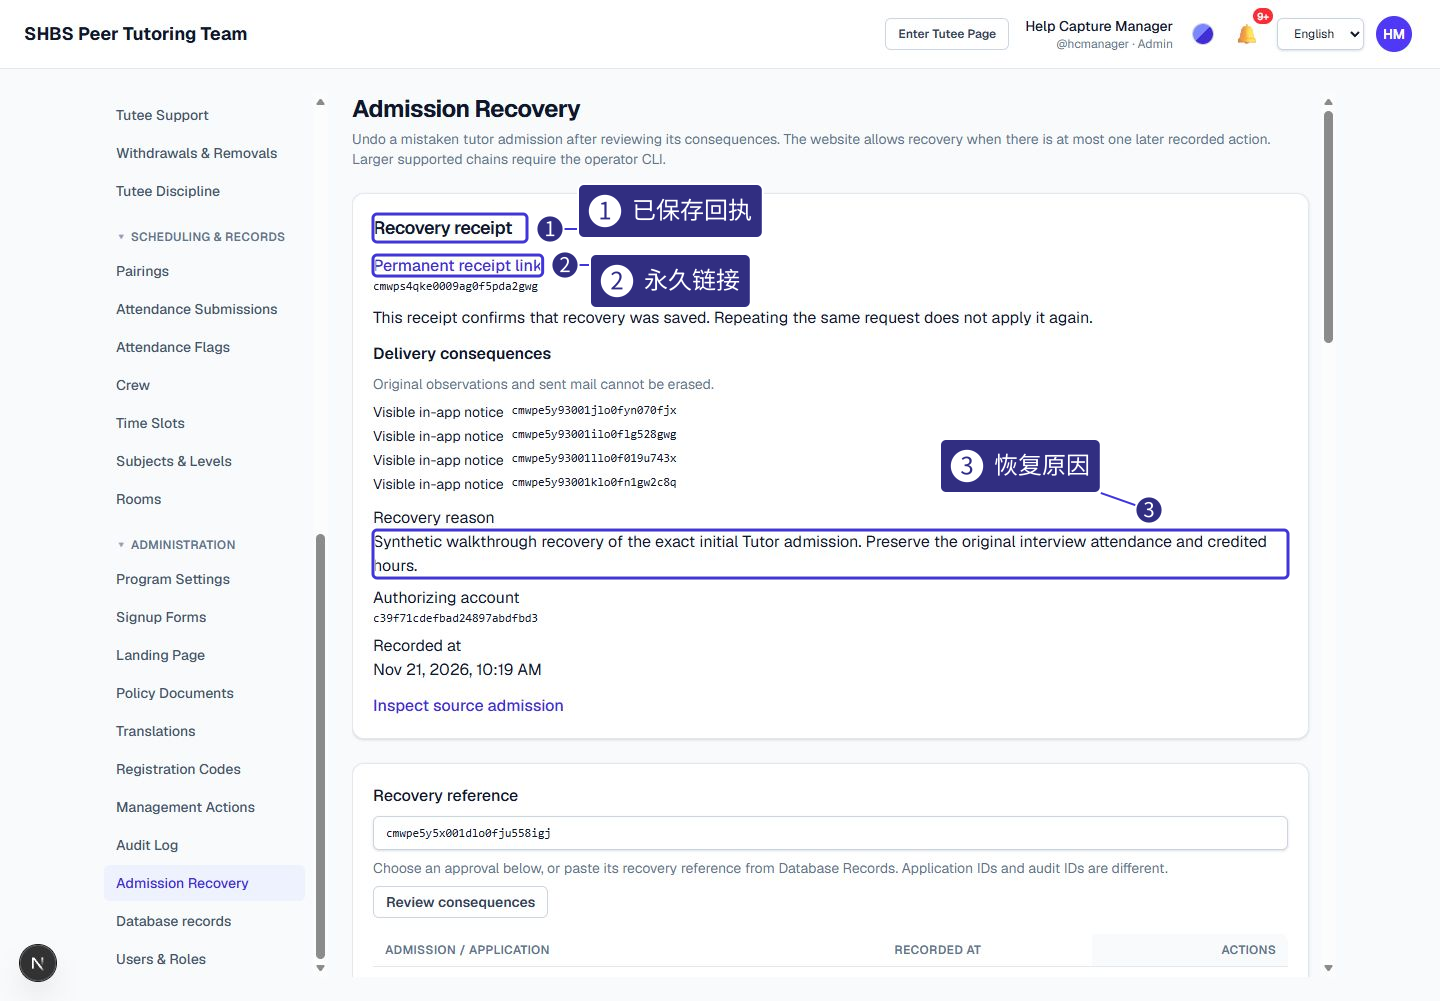 SHBS Peer Tutoring Team
Enter Tutee Page
Help Capture Manager
@hcmanager · Admin
9+
English
HM
Tutee Support
Withdrawals & Removals
Tutee Discipline
SCHEDULING & RECORDS
Pairings
Attendance Submissions
Attendance Flags
Crew
Time Slots
Subjects & Levels
Rooms
ADMINISTRATION
Program Settings
Signup Forms
Landing Page
Policy Documents
Translations
Registration Codes
Management Actions
Audit Log
Admission Recovery
Database records
Users & Roles
N
Admission Recovery
Undo a mistaken tutor admission after reviewing its consequences. The website allows recovery when there is at most one later recorded action.
Larger supported chains require the operator CLI.
Recovery receipt
1
1 已保存回执
Permanent receipt link
2
2 永久链接
cmwps4qke0009ag0f5pda2gwg
This receipt confirms that recovery was saved. Repeating the same request does not apply it again.
Delivery consequences
Original observations and sent mail cannot be erased.
Visible in-app notice cmwpe5y93001jlo0fyn070fjx
Visible in-app notice cmwpe5y93001ilo0flg528gwg
Visible in-app notice cmwpe5y93001llo0f019u743x
Visible in-app notice cmwpe5y93001klo0fn1gw2c8q
3 恢复原因
3
Recovery reason
Synthetic walkthrough recovery of the exact initial Tutor admission. Preserve the original interview attendance and credited
hours.
Authorizing account
c39f71cdefbad24897abdfbd3
Recorded at
Nov 21, 2026, 10:19 AM
Inspect source admission
Recovery reference
cmwpe5y5x001dlo0fju558igj
Choose an approval below, or paste its recovery reference from Database Records. Application IDs and audit IDs are different.
Review consequences
ADMISSION / APPLICATION
RECORDED AT
ACTIONS